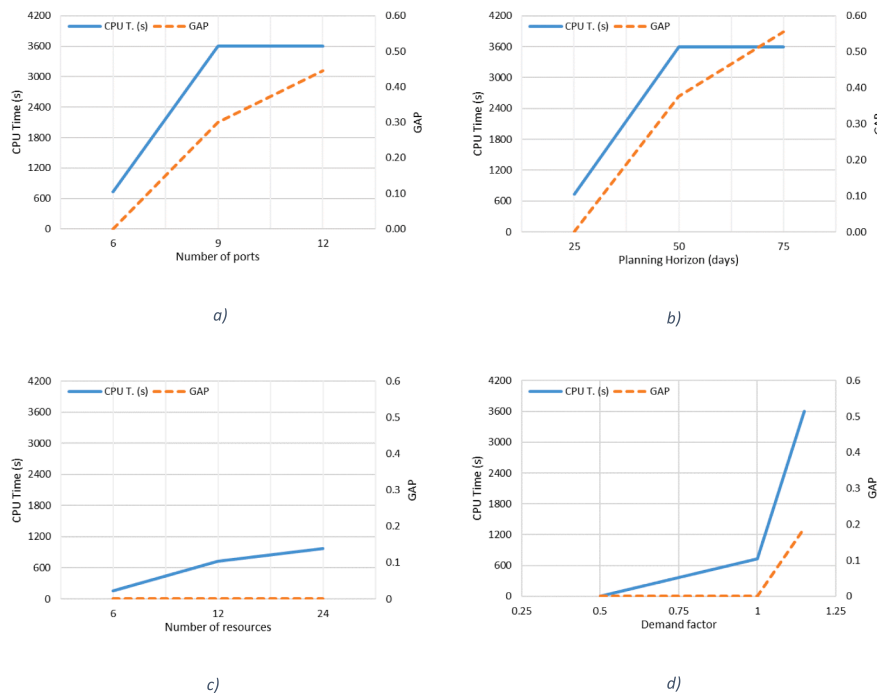 CPU T. (s) GAP
4200
3600
3000
2400
1800
1200
600
0
0.60
0.50
0.40
0.30
0.20
0.10
0.00
CPU Time (s)
GAP
6 9 12
Number of ports
a)
CPU T. (s) GAP
4200
3600
3000
2400
1800
1200
600
0
0.60
0.50
0.40
0.30
0.20
0.10
0.00
CPU Time (s)
GAP
25 50 75
Planning Horizon (days)
b)
CPU T. (s) GAP
4200
3600
3000
2400
1800
1200
600
0
0.6
0.5
0.4
0.3
0.2
0.1
0
CPU Time (s)
GAP
6 12 24
Number of resources
c)
CPU T. (s) GAP
4200
3600
3000
2400
1800
1200
600
0
0.6
0.5
0.4
0.3
0.2
0.1
0
CPU Time (s)
GAP
0.25 0.5 0.75 1 1.25
Demand factor
d)